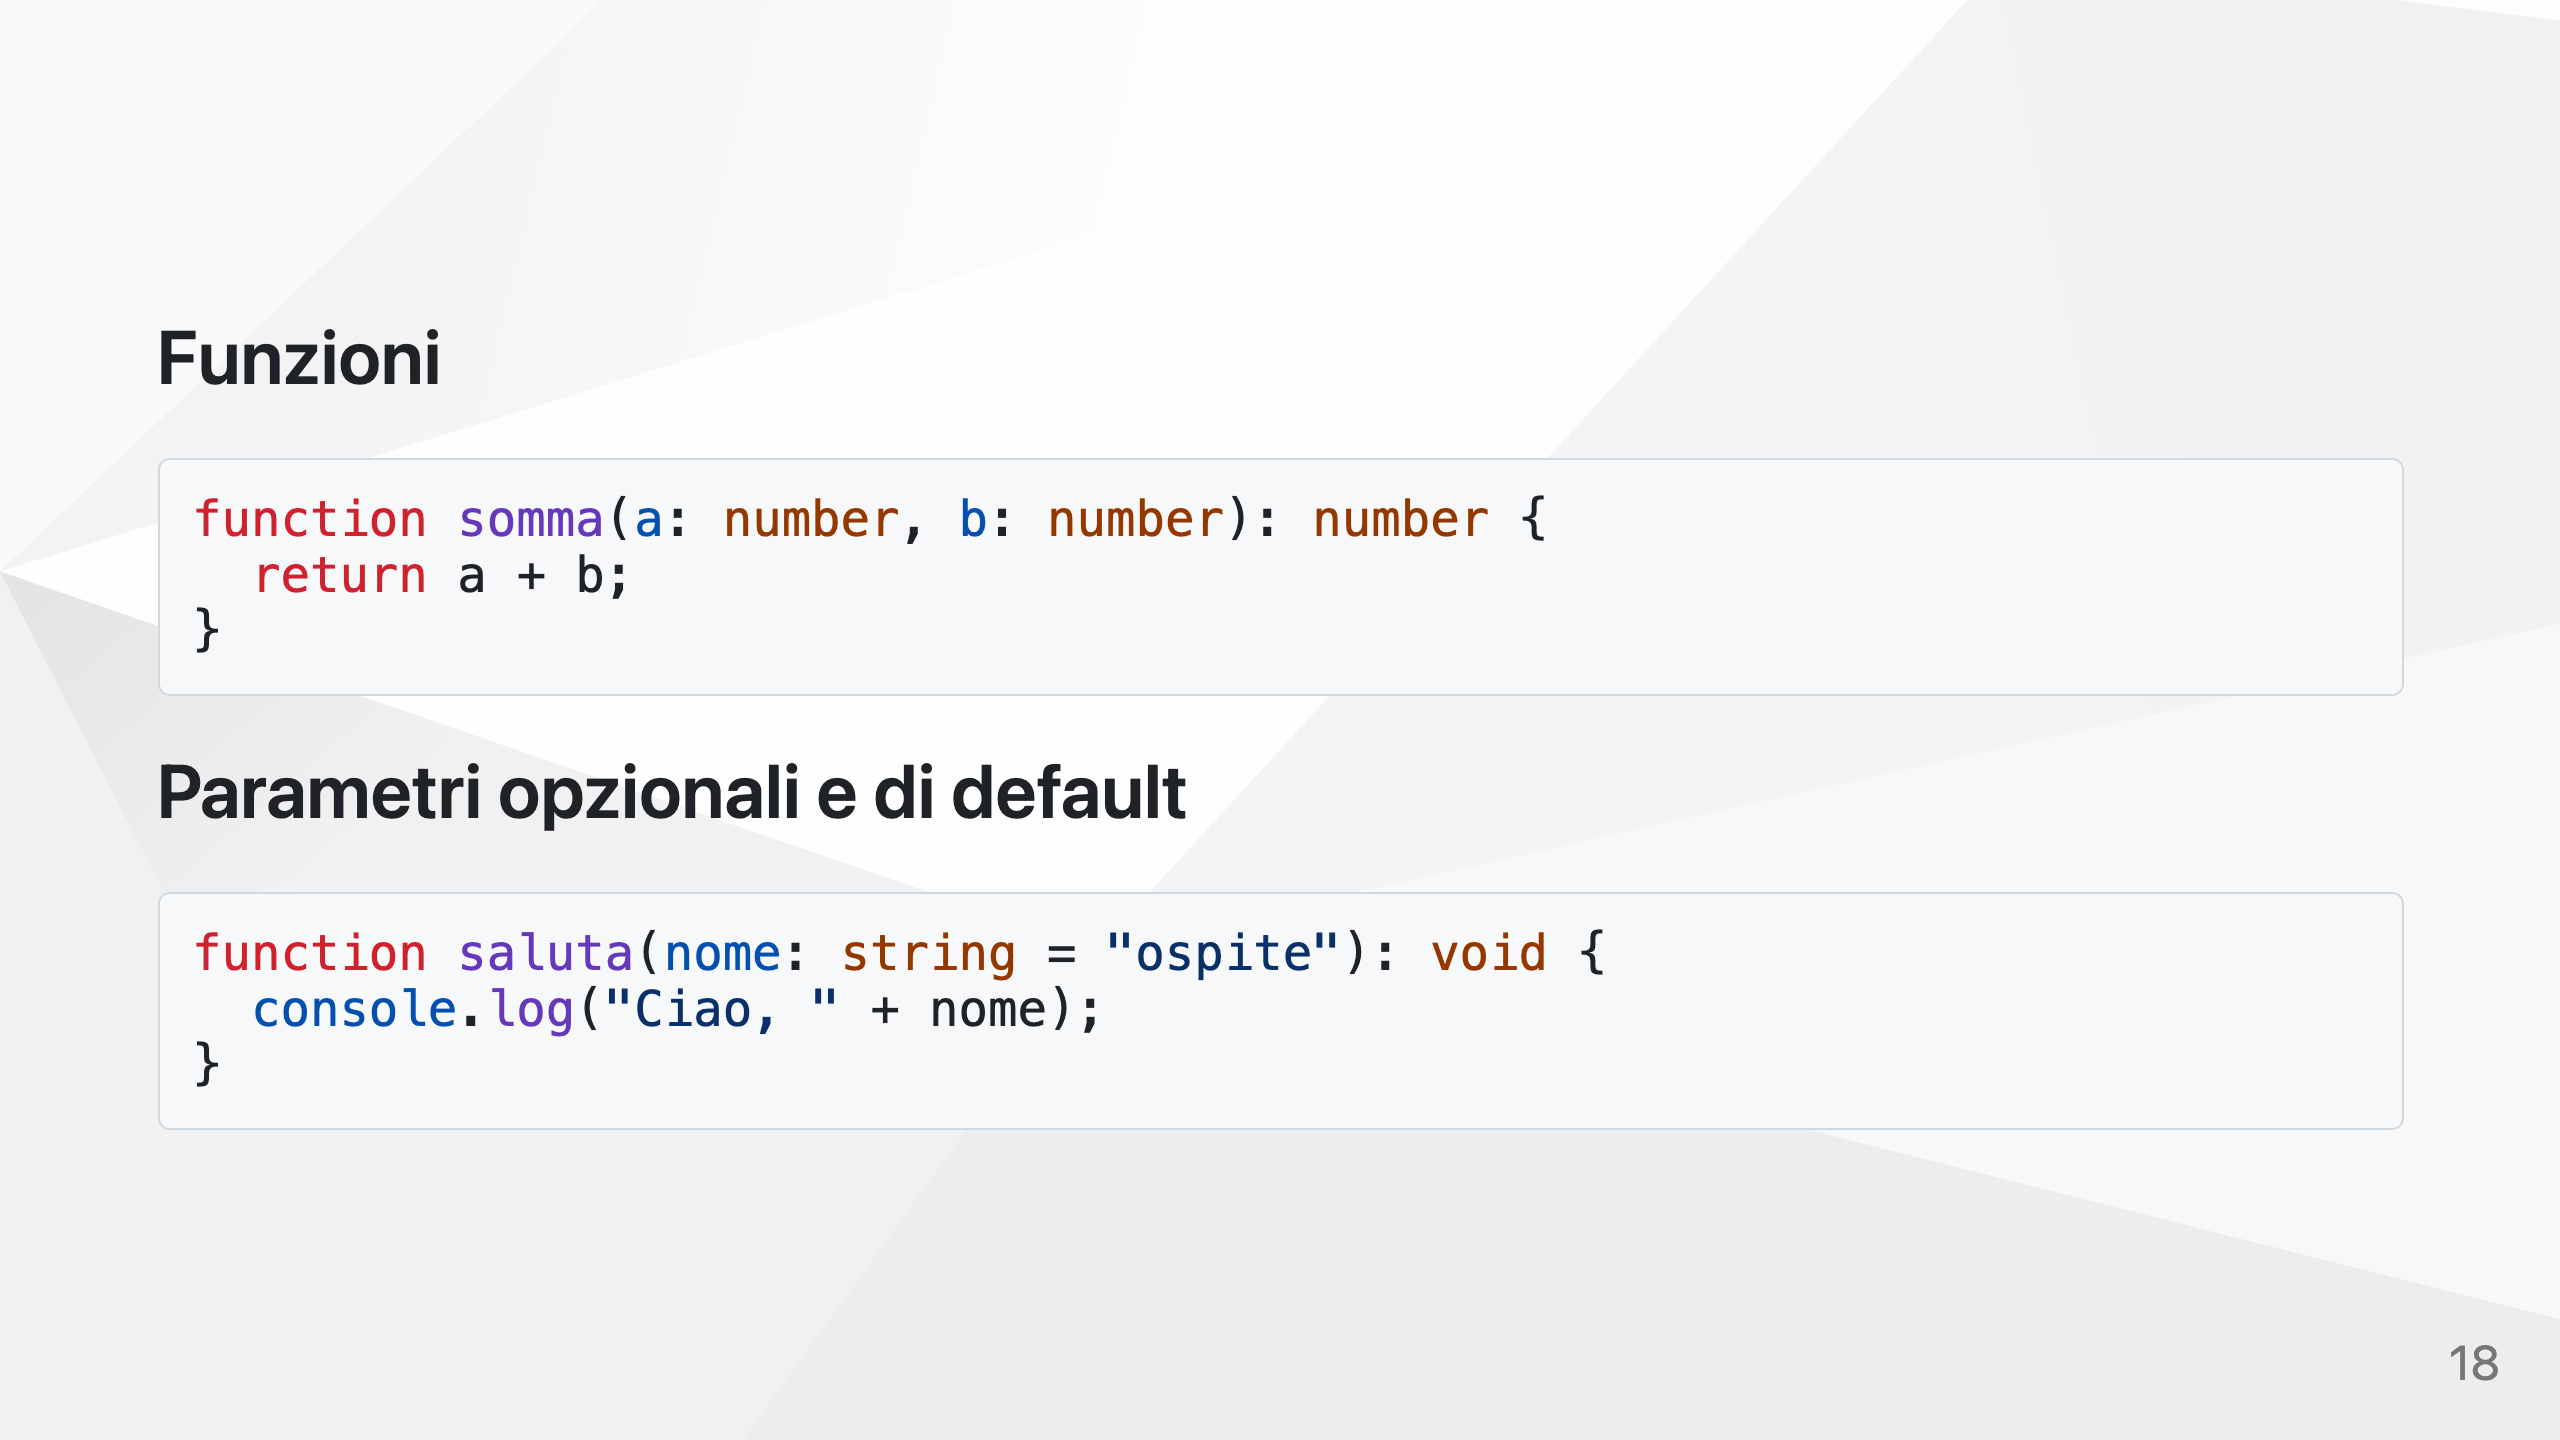 Funzioni
function somma(a: number, b: number): number {
  return a + b;
}
Parametri opzionali e di default
function saluta(nome: string = "ospite"): void {
  console.log("Ciao, " + nome);
}
18